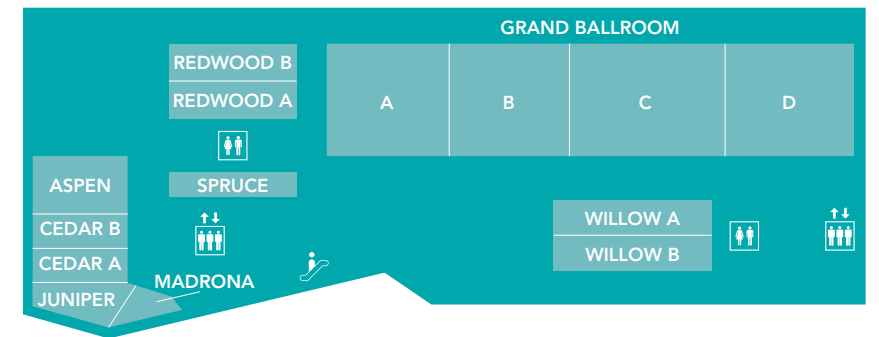 GRAND BALLROOM
REDWOOD B
REDWOOD A
A
B
C
D
ASPEN
SPRUCE
CEDAR B
WILLOW A
CEDAR A
WILLOW B
MADRONA
JUNIPER